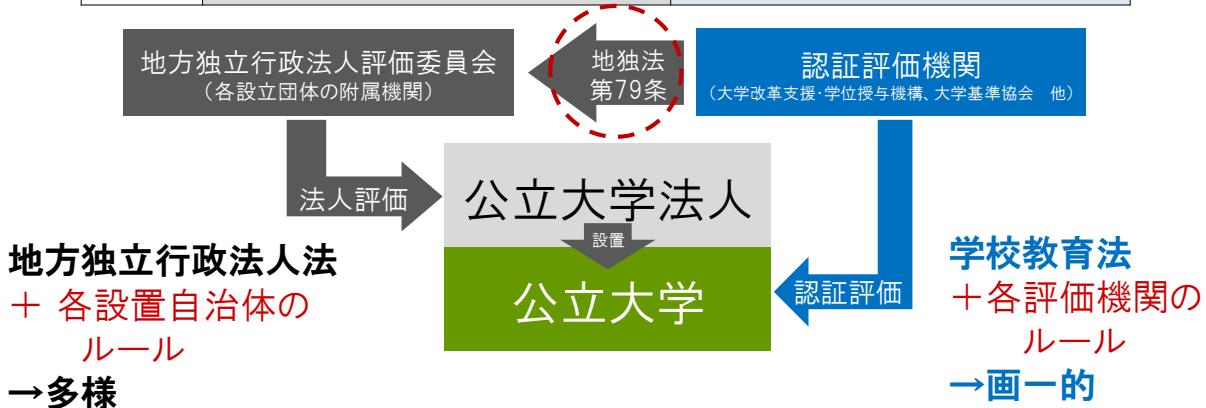 地方独立行政法人評価委員会
（各設立団体の附属機関）
地独法
第79条
認証評価機関
（大学改革支援・学位授与機構、大学基準協会　他）
法人評価
公立大学法人
設置
公立大学
認証評価
地方独立行政法人法
＋ 各設置自治体の
ルール
→多様
学校教育法
＋各評価機関の
ルール
→画一的